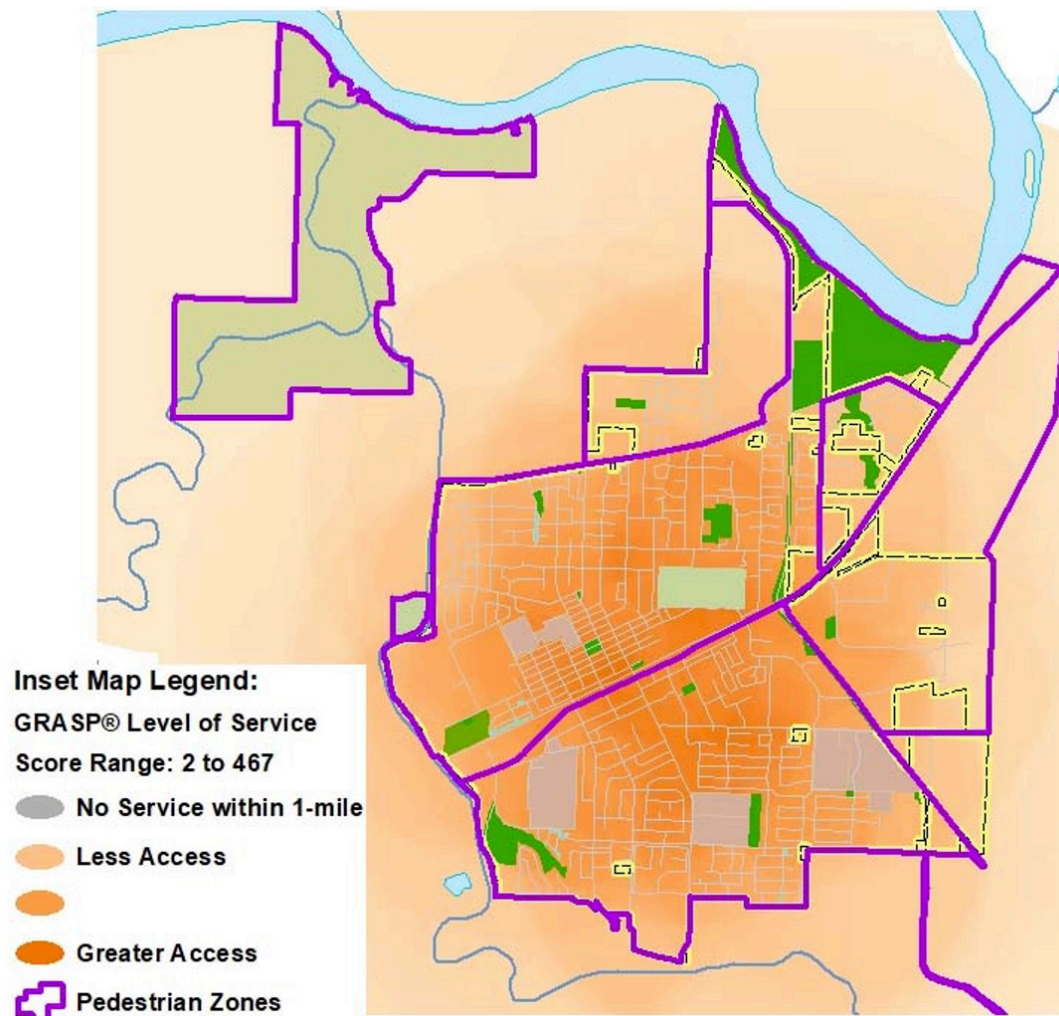 Inset Map Legend:
GRASP® Level of Service
Score Range: 2 to 467
No Service within 1-mile
Less Access
Greater Access
Pedestrian Zones